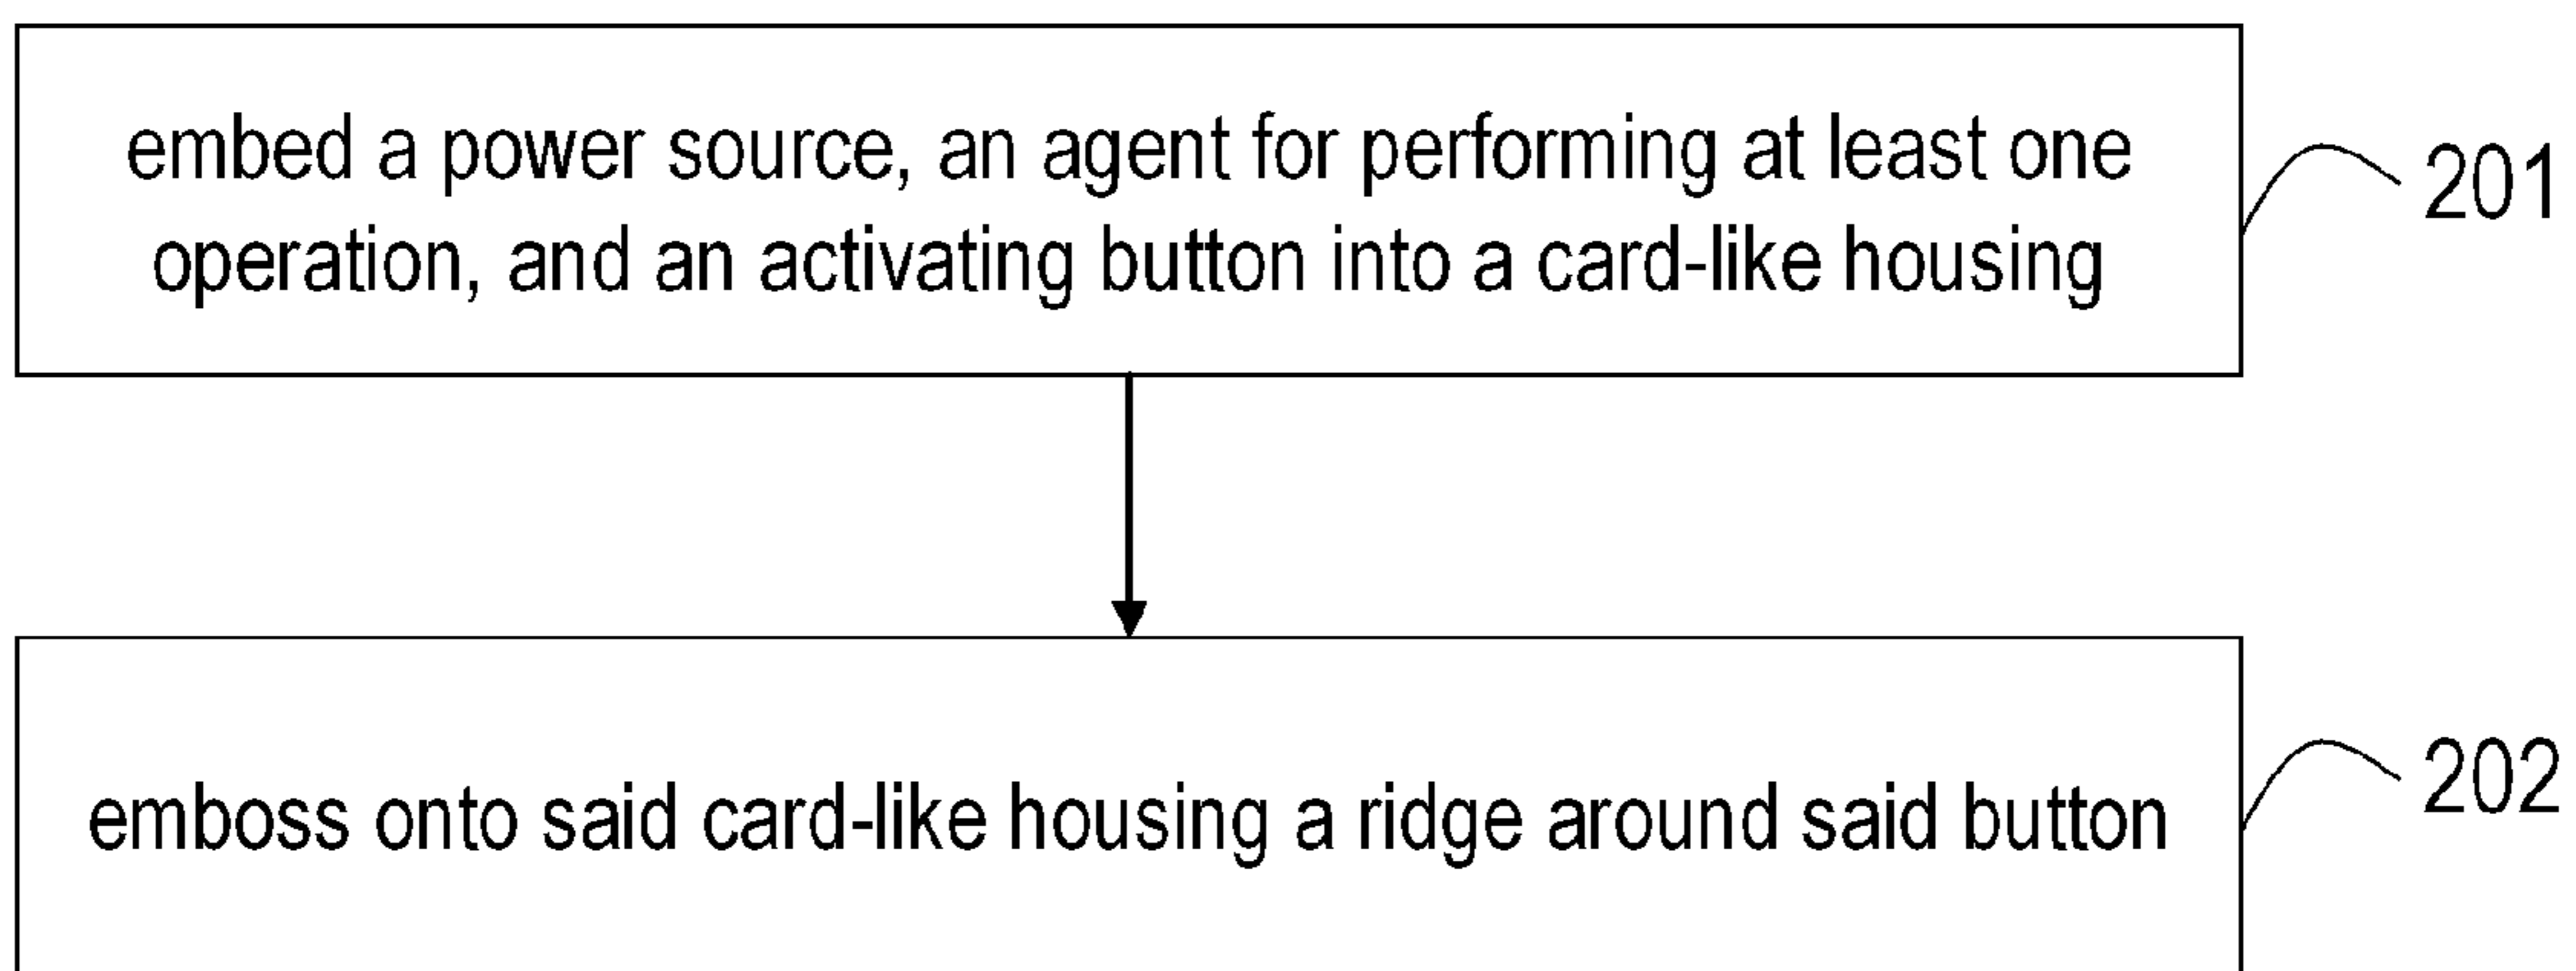 embed a power source, an agent for performing at least one
operation, and an activating button into a card-like housing
201
emboss onto said card-like housing a ridge around said button
202